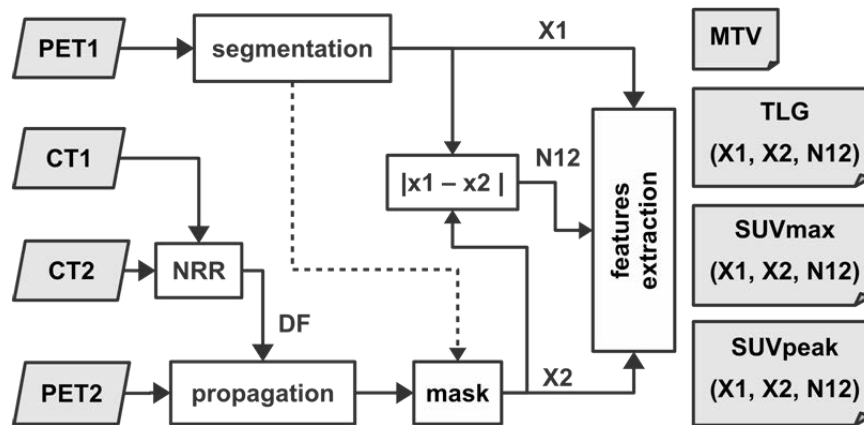 PET1
segmentation
X1
MTV
CT1
TLG
(X1, X2, N12)
|x1 – x2 |
N12
features
extraction
CT2
NRR
SUVmax
(X1, X2, N12)
DF
PET2
propagation
mask
X2
SUVpeak
(X1, X2, N12)